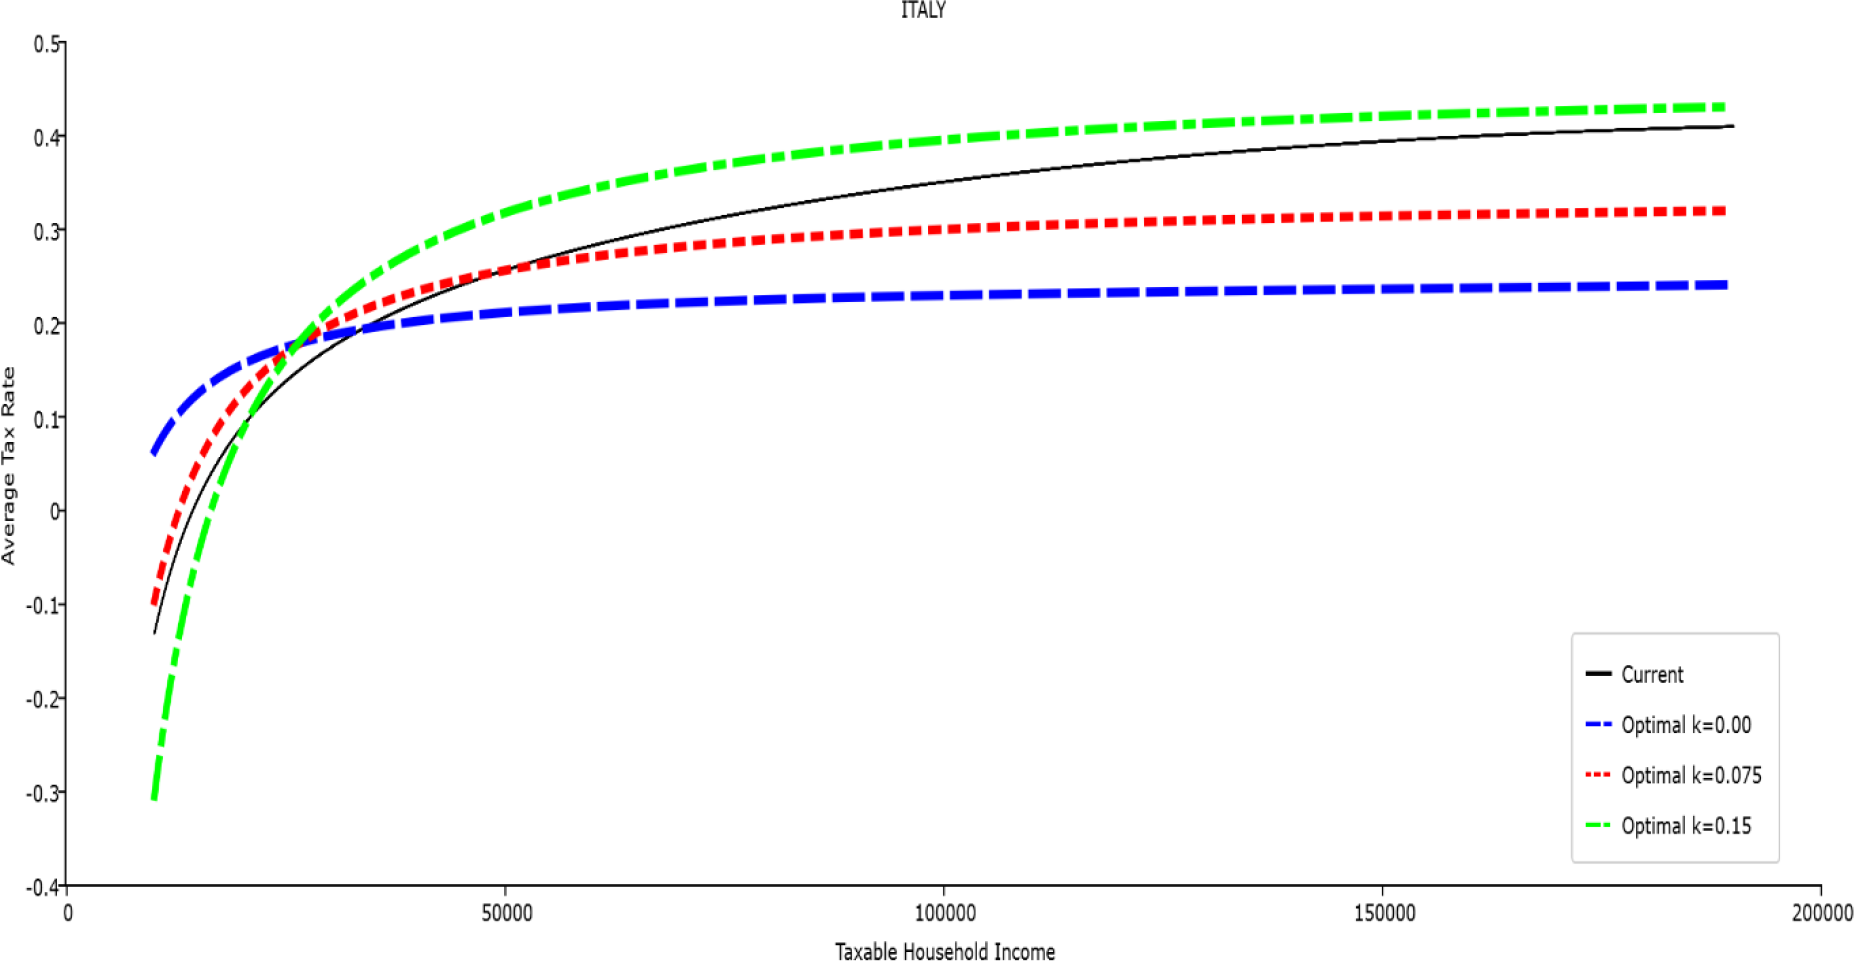 ITALY
0.5
0.4
0.3
0.2
0.1
0
-0.1
-0.2
-0.3
-0.4
Average Tax Rate
0
50000
100000
150000
200000
Taxable Household Income
Current
Optimal k=0.00
Optimal k=0.075
Optimal k=0.15